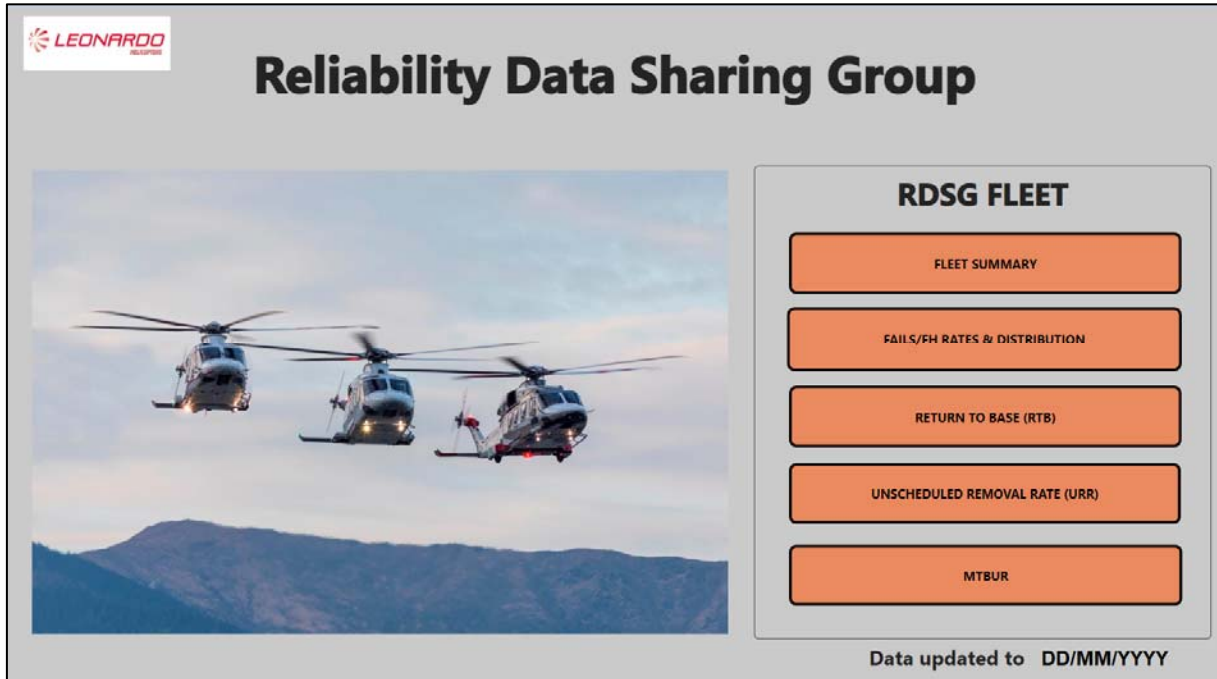 LEONARDO
HELICOPTERS
Reliability Data Sharing Group
RDSG FLEET
FLEET SUMMARY
FAILS/FH RATES & DISTRIBUTION
RETURN TO BASE (RTB)
UNSCHEDULED REMOVAL RATE (URR)
MTBUR
Data updated to DD/MM/YYYY